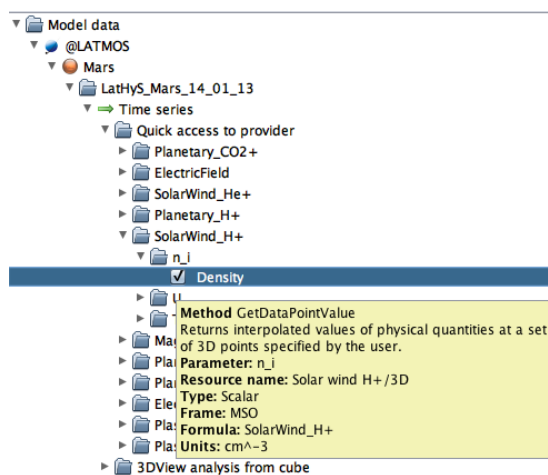 Model data
@LATMOS
Mars
LatHyS_Mars_14_01_13
Time series
Quick access to provider
Planetary_CO2+
ElectricField
SolarWind_He+
Planetary_H+
SolarWind_H+
n_i
Density
Method GetDataPointValue
Returns interpolated values of physical quantities at a set
of 3D points specified by the user.
Parameter: n_i
Resource name: Solar wind H+/3D
Type: Scalar
Frame: MSO
Formula: SolarWind_H+
Units: cm^-3
3DView analysis from cube